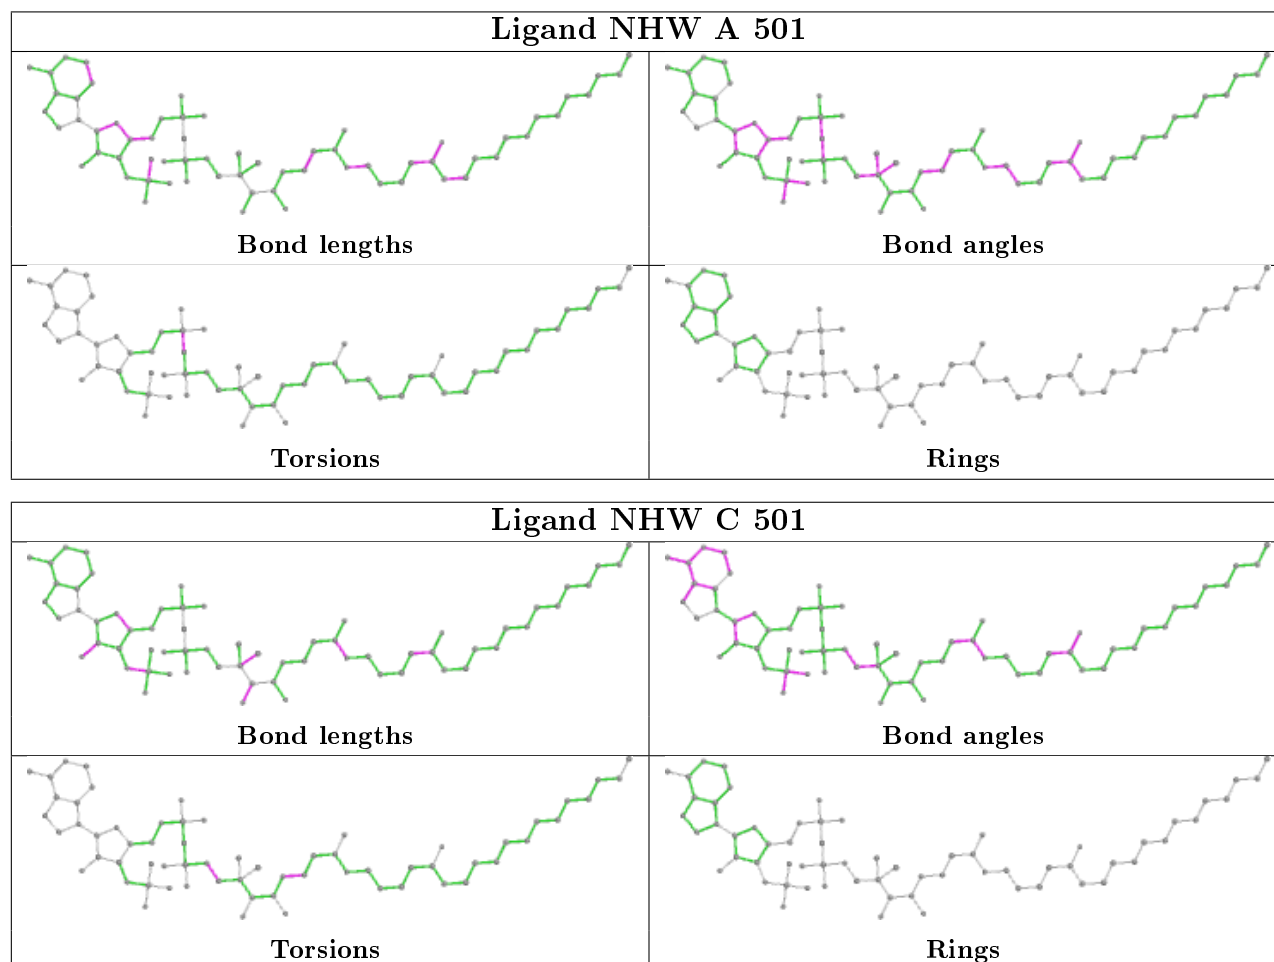 Ligand NHW A 501
Bond lengths
Bond angles
Torsions
Rings
Ligand NHW C 501
Bond lengths
Bond angles
Torsions
Rings